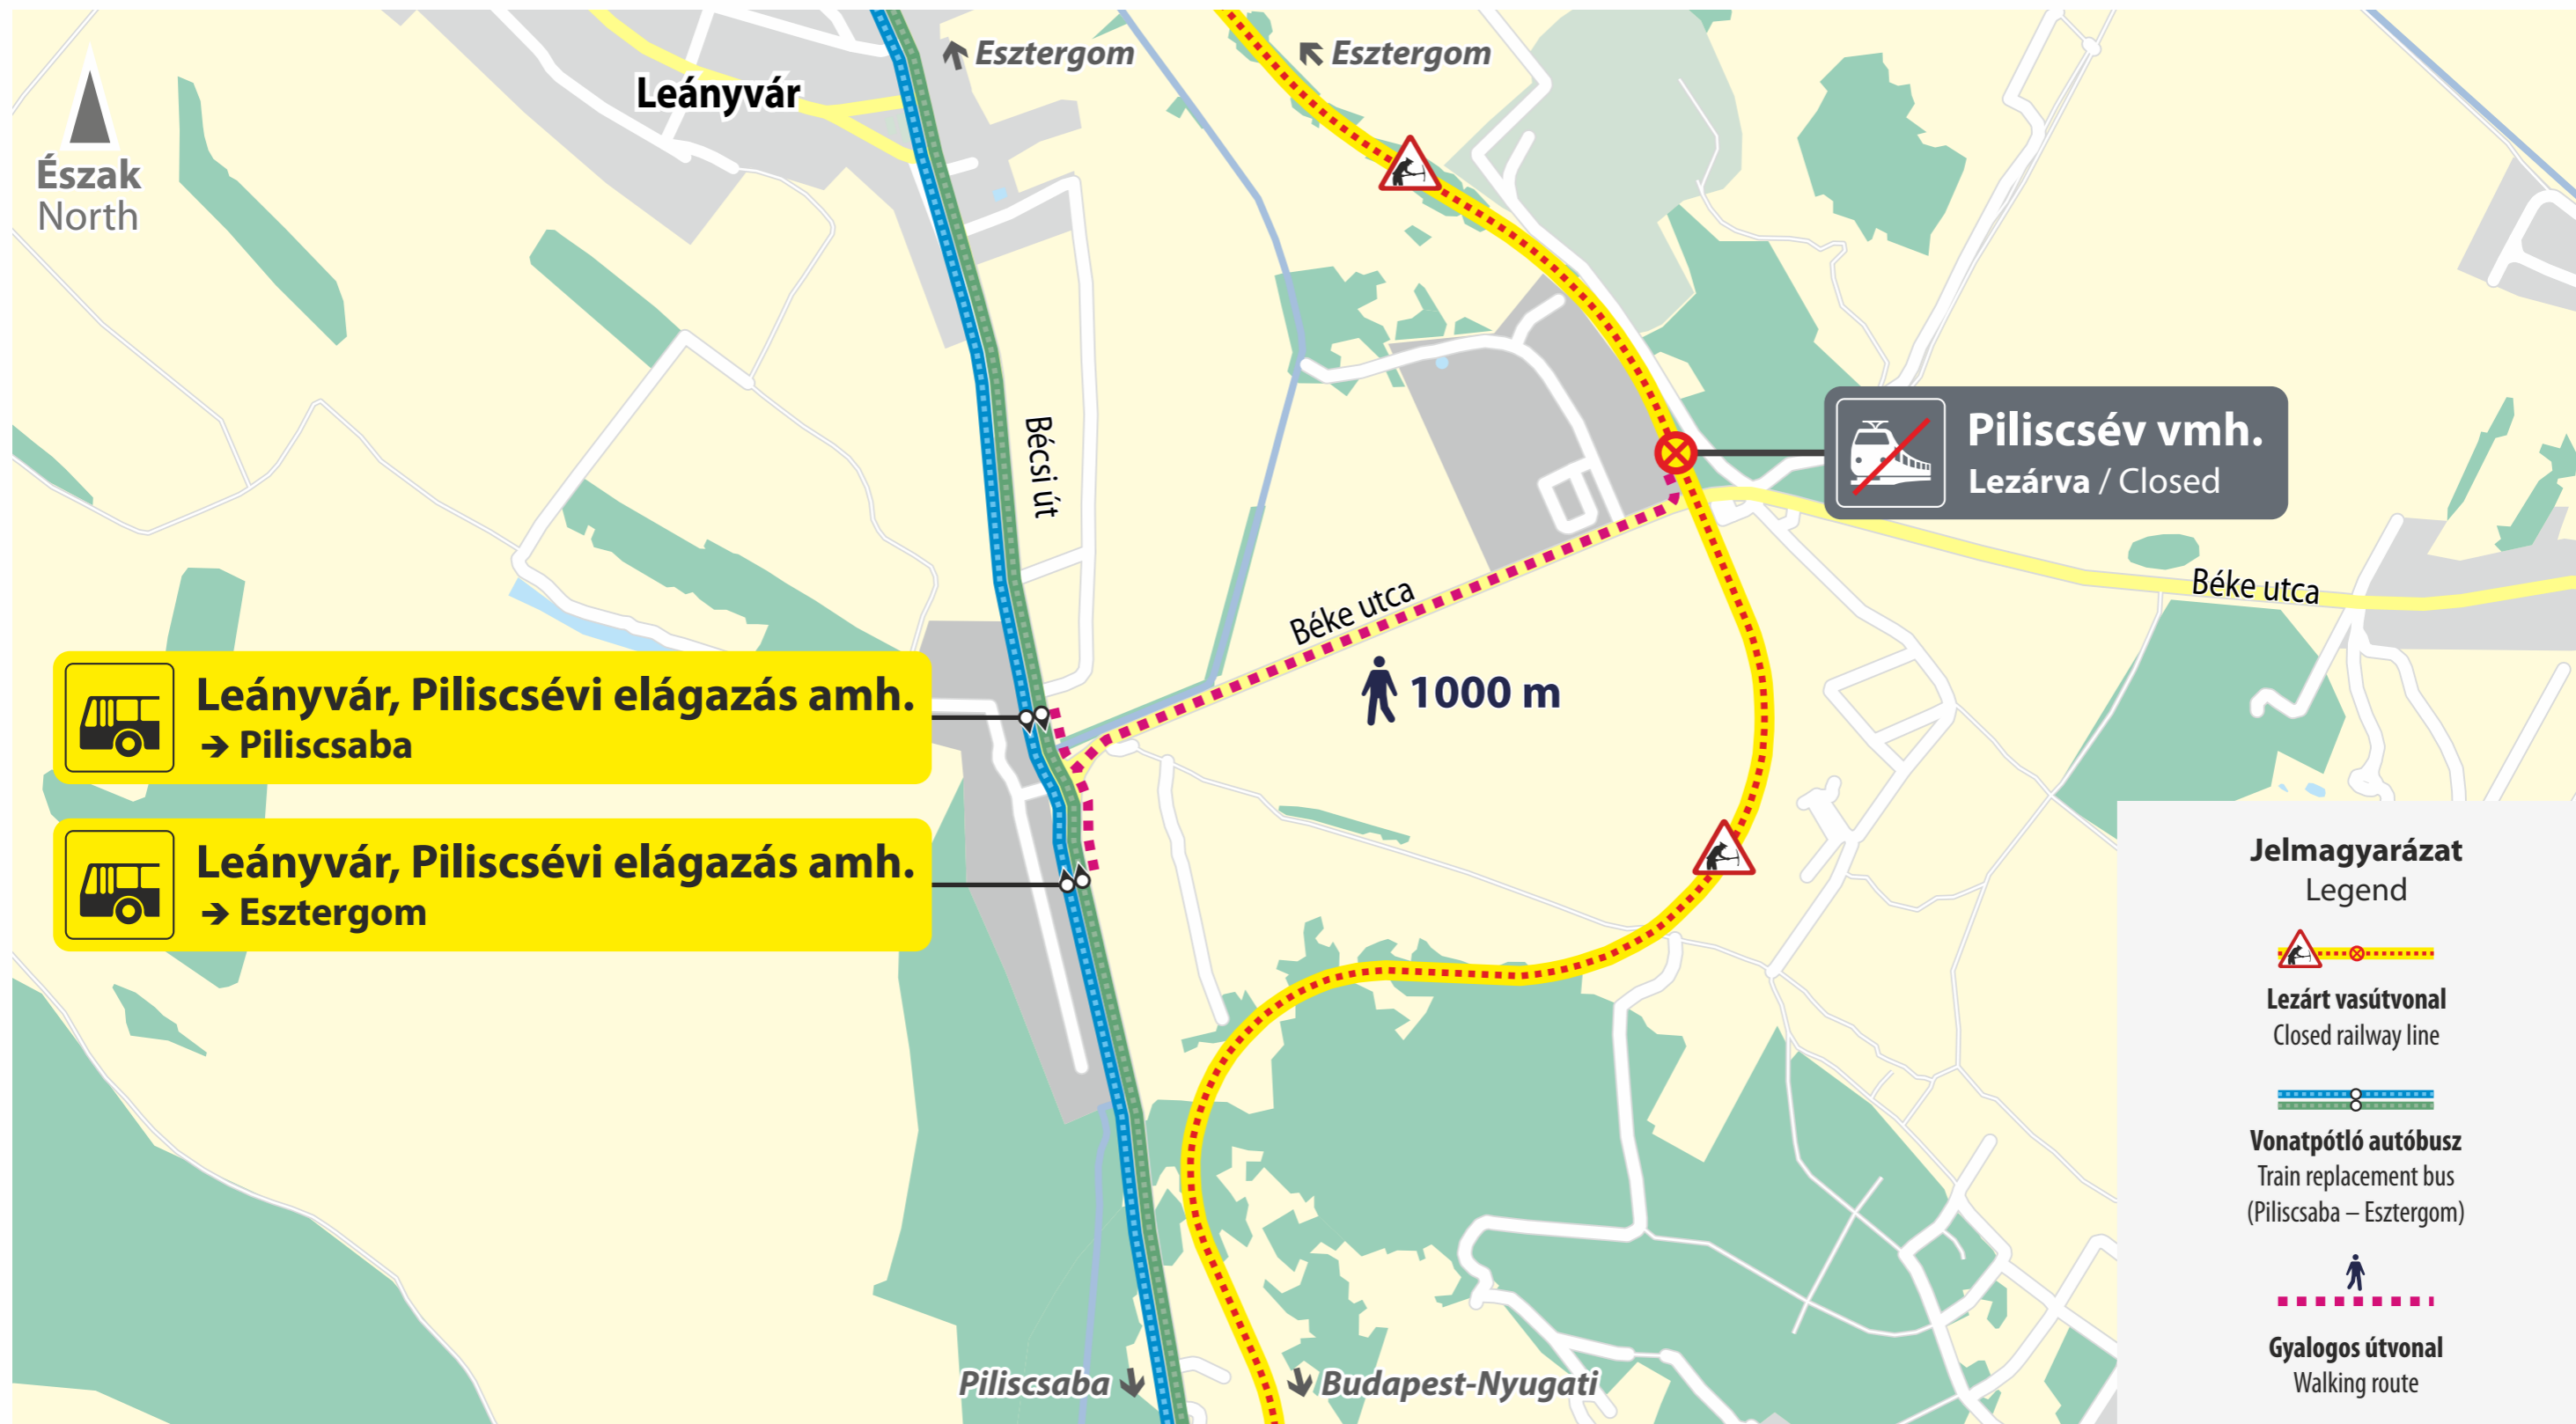 Esztergom
Esztergom
Leányvár
Észak
North
Bécsi út
Piliscsév vmh.
Lezárva / Closed
Béke utca
Béke utca
Leányvár, Piliscsévi elágazás amh.
→ Piliscsaba
1000 m
Leányvár, Piliscsévi elágazás amh.
→ Esztergom
Jelmagyarázat
Legend
Lezárt vasútvonal
Closed railway line
Vonatpótló autóbusz
Train replacement bus
(Piliscsaba – Esztergom)
Gyalogos útvonal
Walking route
Piliscsaba
Budapest-Nyugati